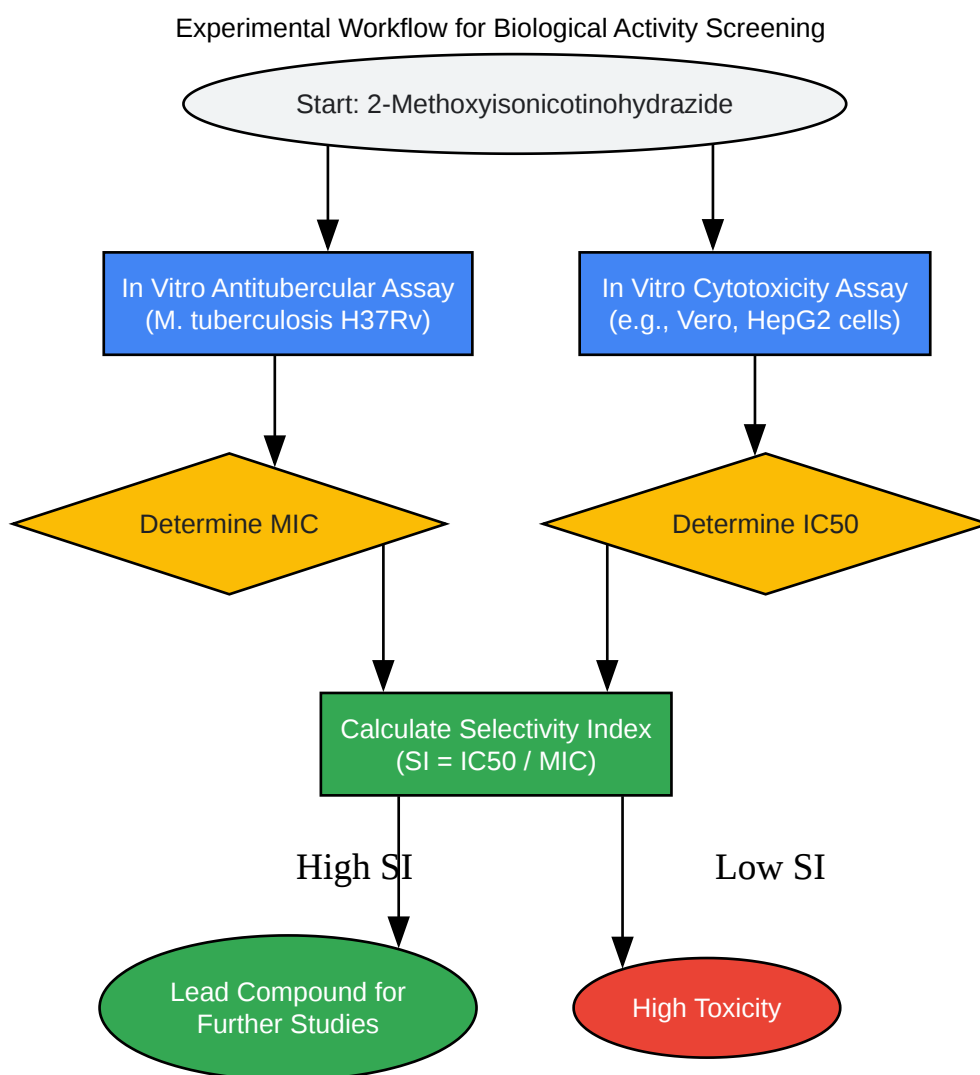 Experimental Workflow for Biological Activity Screening
Start: 2-Methoxyisonicotinohydrazide
In Vitro Antitubercular Assay
(M. tuberculosis H37Rv)
In Vitro Cytotoxicity Assay
(e.g., Vero, HepG2 cells)
Determine MIC
Determine IC50
Calculate Selectivity Index
(SI = IC50 / MIC)
High SI
Low SI
Lead Compound for
Further Studies
High Toxicity